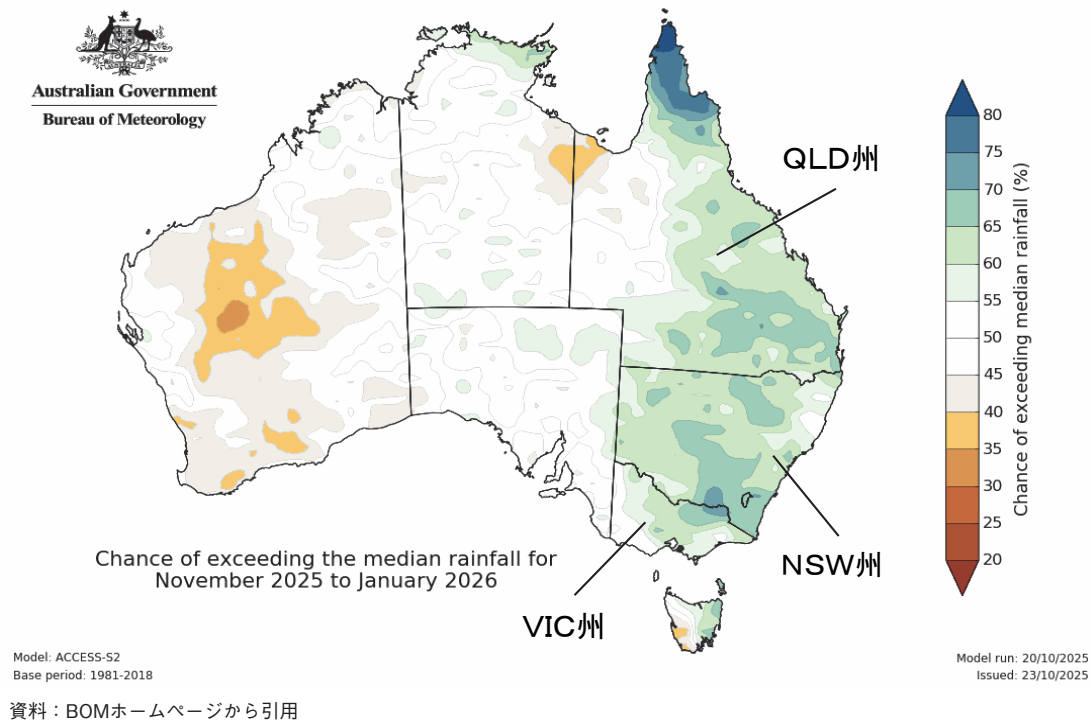 Australian Government
Bureau of Meteorology
QLD州
80
75
70
65
60
55
50
45
40
35
30
25
20
Chance of exceeding median rainfall (%)
NSW州
VIC州
Chance of exceeding the median rainfall for
November 2025 to January 2026
Model: ACCESS-S2
Base period: 1981-2018
Model run: 20/10/2025
Issued: 23/10/2025
資料：BOMホームページから引用